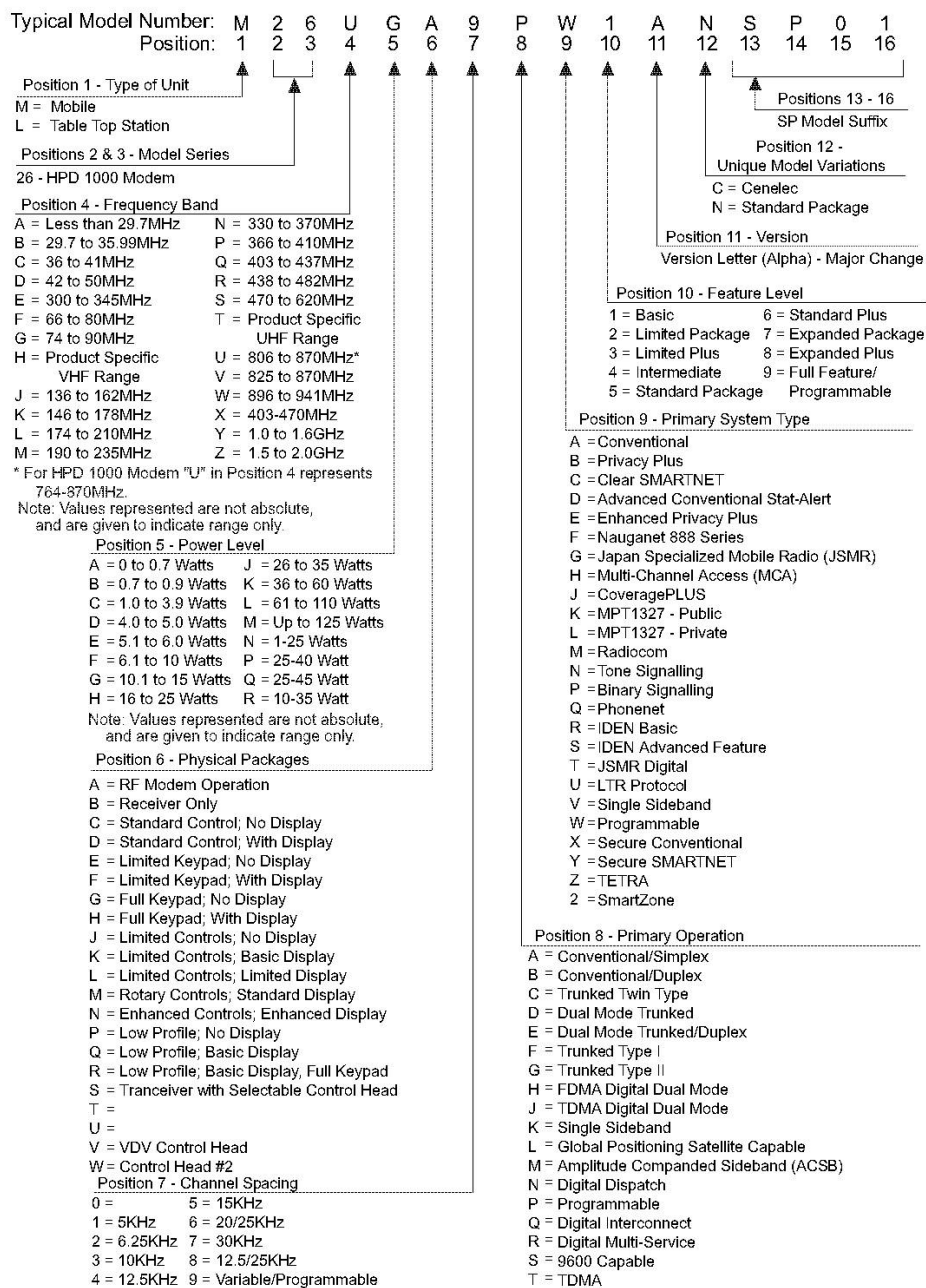 Typical Model Number: M 2 6 U G A 9 P W 1 A N S P 0 1
Position: 1 2 3 4 5 6 7 8 9 10 11 12 13 14 15 16
Position 1 - Type of Unit
M = Mobile
L = Table Top Station
Positions 2 & 3 - Model Series
26 - HPD 1000 Modem
Position 4 - Frequency Band
A = Less than 29.7MHz
B = 29.7 to 35.99MHz
C = 36 to 41MHz
D = 42 to 50MHz
E = 300 to 345MHz
F = 66 to 80MHz
G = 74 to 90MHz
H = Product Specific
VHF Range
J = 136 to 162MHz
K = 146 to 178MHz
L = 174 to 210MHz
M = 190 to 235MHz
N = 330 to 370MHz
P = 366 to 410MHz
Q = 403 to 437MHz
R = 438 to 482MHz
S = 470 to 620MHz
T = Product Specific
UHF Range
U = 806 to 870MHz*
V = 825 to 870MHz
W = 896 to 941MHz
X = 403-470MHz
Y = 1.0 to 1.6GHz
Z = 1.5 to 2.0GHz
* For HPD 1000 Modem "U" in Position 4 represents
764-870MHz.
Note: Values represented are not absolute,
and are given to indicate range only.
Position 5 - Power Level
A = 0 to 0.7 Watts
B = 0.7 to 0.9 Watts
C = 1.0 to 3.9 Watts
D = 4.0 to 5.0 Watts
E = 5.1 to 6.0 Watts
F = 6.1 to 10 Watts
G = 10.1 to 15 Watts
H = 16 to 25 Watts
J = 26 to 35 Watts
K = 36 to 60 Watts
L = 61 to 110 Watts
M = Up to 125 Watts
N = 1-25 Watts
P = 25-40 Watt
Q = 25-45 Watt
R = 10-35 Watt
Note: Values represented are not absolute,
and are given to indicate range only.
Position 6 - Physical Packages
A = RF Modem Operation
B = Receiver Only
C = Standard Control; No Display
D = Standard Control; With Display
E = Limited Keypad; No Display
F = Limited Keypad; With Display
G = Full Keypad; No Display
H = Full Keypad; With Display
J = Limited Controls; No Display
K = Limited Controls; Basic Display
L = Limited Controls; Limited Display
M = Rotary Controls; Standard Display
N = Enhanced Controls; Enhanced Display
P = Low Profile; No Display
Q = Low Profile; Basic Display
R = Low Profile; Basic Display, Full Keypad
S = Tranceiver with Selectable Control Head
T =
U =
V = VDV Control Head
W = Control Head #2
Position 7 - Channel Spacing
0 =
1 = 5KHz
2 = 6.25KHz
3 = 10KHz
4 = 12.5KHz
5 = 15KHz
6 = 20/25KHz
7 = 30KHz
8 = 12.5/25KHz
9 = Variable/Programmable
Positions 13 - 16
SP Model Suffix
Position 12 -
Unique Model Variations
C = Cenelec
N = Standard Package
Position 11 - Version
Version Letter (Alpha) - Major Change
Position 10 - Feature Level
1 = Basic
2 = Limited Package
3 = Limited Plus
4 = Intermediate
5 = Standard Package
6 = Standard Plus
7 = Expanded Package
8 = Expanded Plus
9 = Full Feature/
Programmable
Position 9 - Primary System Type
A = Conventional
B = Privacy Plus
C = Clear SMARTNET
D = Advanced Conventional Stat-Alert
E = Enhanced Privacy Plus
F = Nauganet 888 Series
G = Japan Specialized Mobile Radio (JSMR)
H = Multi-Channel Access (MCA)
J = CoveragePLUS
K = MPT1327 - Public
L = MPT1327 - Private
M = Radiocom
N = Tone Signalling
P = Binary Signalling
Q = Phonenet
R = IDEN Basic
S = IDEN Advanced Feature
T = JSMR Digital
U = LTR Protocol
V = Single Sideband
W = Programmable
X = Secure Conventional
Y = Secure SMARTNET
Z = TETRA
2 = SmartZone
Position 8 - Primary Operation
A = Conventional/Simplex
B = Conventional/Duplex
C = Trunked Twin Type
D = Dual Mode Trunked
E = Dual Mode Trunked/Duplex
F = Trunked Type I
G = Trunked Type II
H = FDMA Digital Dual Mode
J = TDMA Digital Dual Mode
K = Single Sideband
L = Global Positioning Satellite Capable
M = Amplitude Companded Sideband (ACSB)
N = Digital Dispatch
P = Programmable
Q = Digital Interconnect
R = Digital Multi-Service
S = 9600 Capable
T = TDMA